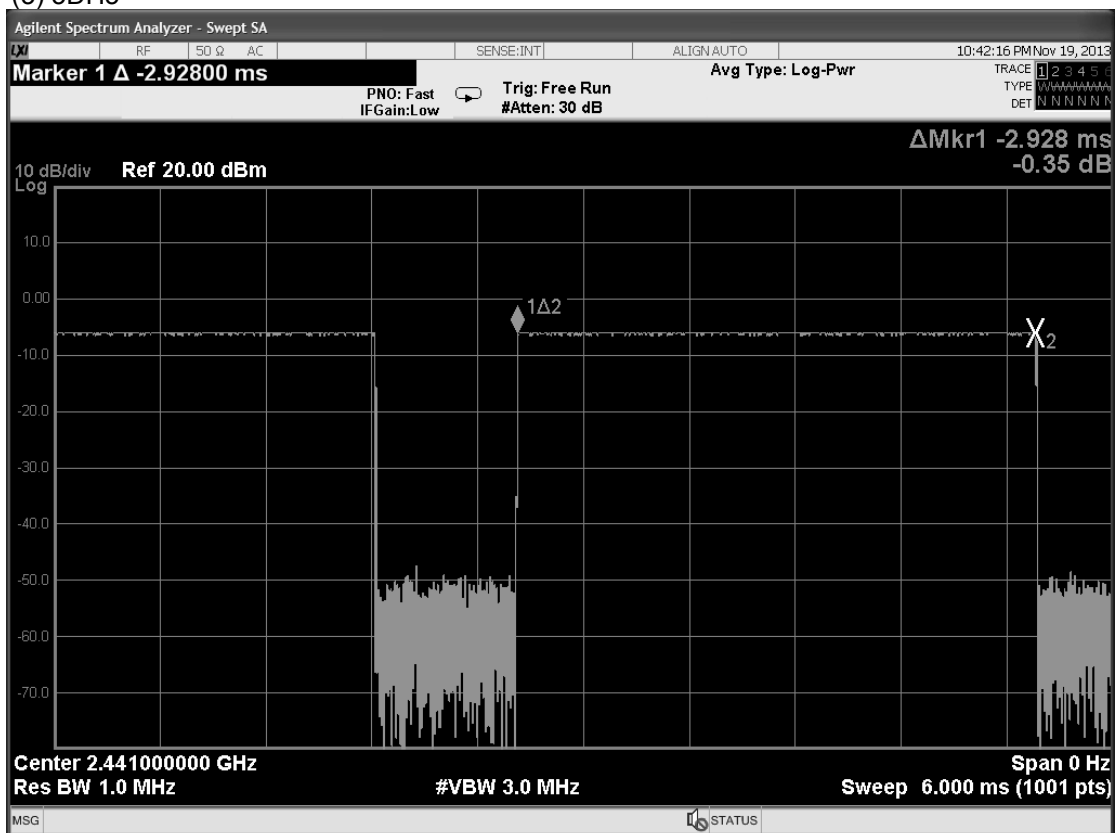 Agilent Spectrum Analyzer - Swept SA
LXI RF 50 Ω AC SENSE:INT ALIGN AUTO 10:42:16 PM Nov 19, 2013
Marker 1 Δ -2.92800 ms Avg Type: Log-Pwr TRACE 1 2 3 4 5 6
PNO: Fast Trig: Free Run TYPE
IFGain:Low #Atten: 30 dB DET N N N N N N
ΔMkr1 -2.928 ms
-0.35 dB
10 dB/div Ref 20.00 dBm
Log
10.0
0.00
1Δ2
2
-10.0
-20.0
-30.0
-40.0
-50.0
-60.0
-70.0
Center 2.441000000 GHz Span 0 Hz
Res BW 1.0 MHz #VBW 3.0 MHz Sweep 6.000 ms (1001 pts)
MSG STATUS